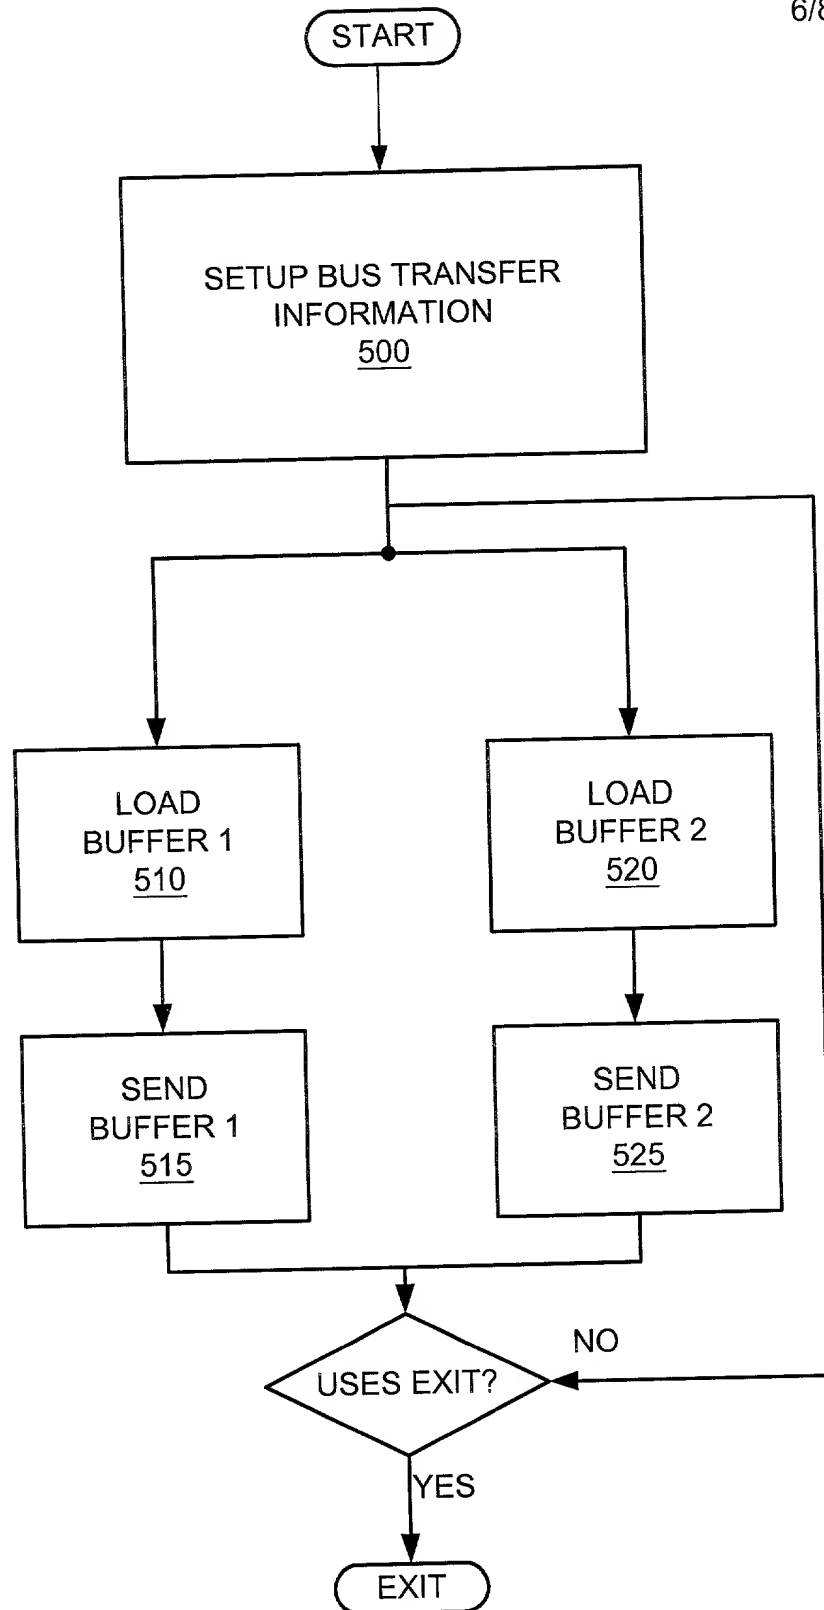 6/8
START
SETUP BUS TRANSFER
INFORMATION
500
LOAD
BUFFER 1
510
LOAD
BUFFER 2
520
SEND
BUFFER 1
515
SEND
BUFFER 2
525
USES EXIT?
NO
YES
EXIT